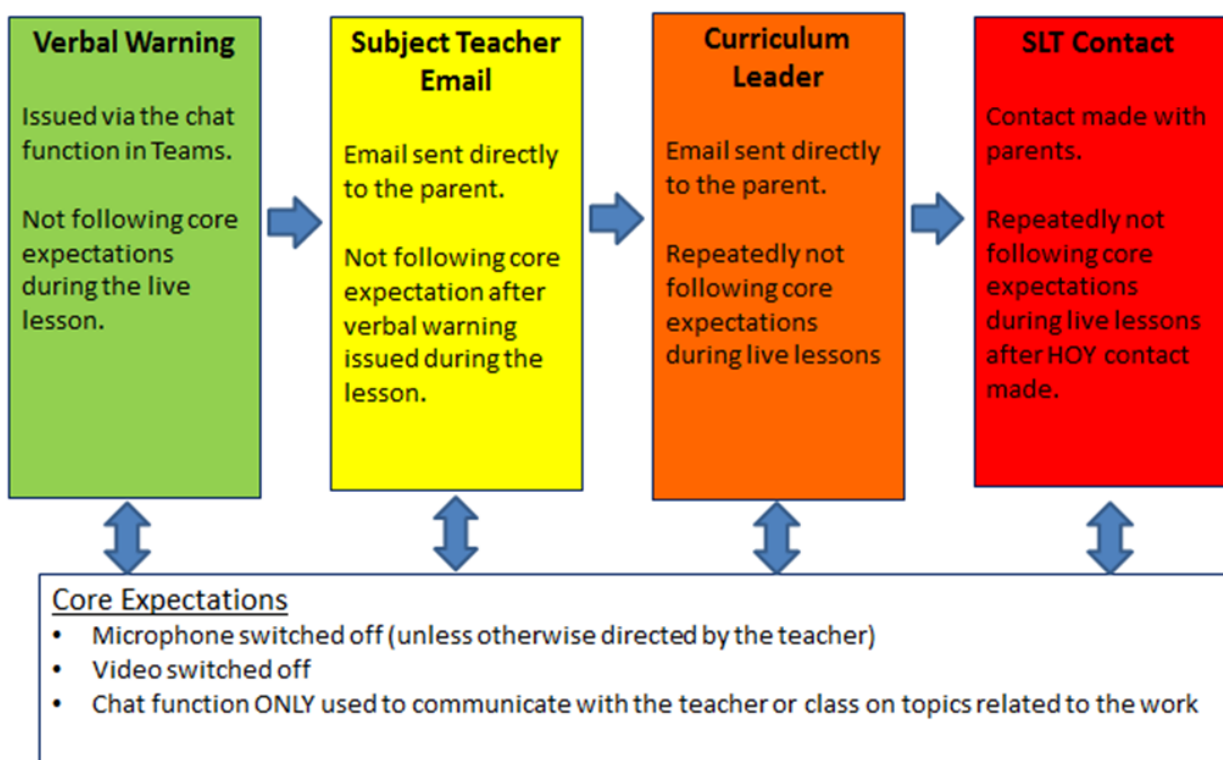 Verbal Warning
Issued via the chat
function in Teams.
Not following core
expectations
during the live
lesson.
Subject Teacher
Email
Email sent directly
to the parent.
Not following core
expectation after
verbal warning
issued during the
lesson.
Curriculum
Leader
Email sent directly
to the parent.
Repeatedly not
following core
expectations
during live lessons
SLT Contact
Contact made with
parents.
Repeatedly not
following core
expectations
during live lessons
after HOY contact
made.
Core Expectations
• Microphone switched off (unless otherwise directed by the teacher)
• Video switched off
• Chat function ONLY used to communicate with the teacher or class on topics related to the work